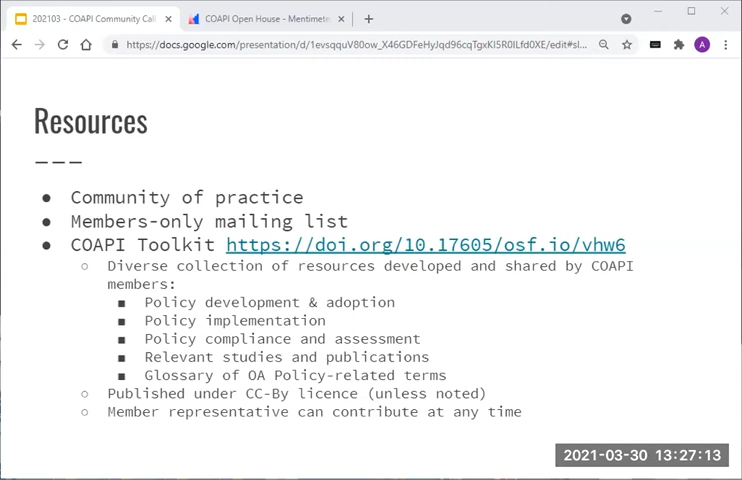 202103 - COAPI Community Call
COAPI Open House - Mentimeter
https://docs.google.com/presentation/d/1evsqquV80ow_X46GDFeHyJqd96cqTgxKI5R0ILfd0XE/edit#sl...
A
Resources
● Community of practice
● Members-only mailing list
● COAPI Toolkit https://doi.org/10.17605/osf.io/vhw6
○ Diverse collection of resources developed and shared by COAPI
members:
■ Policy development & adoption
■ Policy implementation
■ Policy compliance and assessment
■ Relevant studies and publications
■ Glossary of OA Policy-related terms
○ Published under CC-By licence (unless noted)
○ Member representative can contribute at any time
2021-03-30 13:27:13